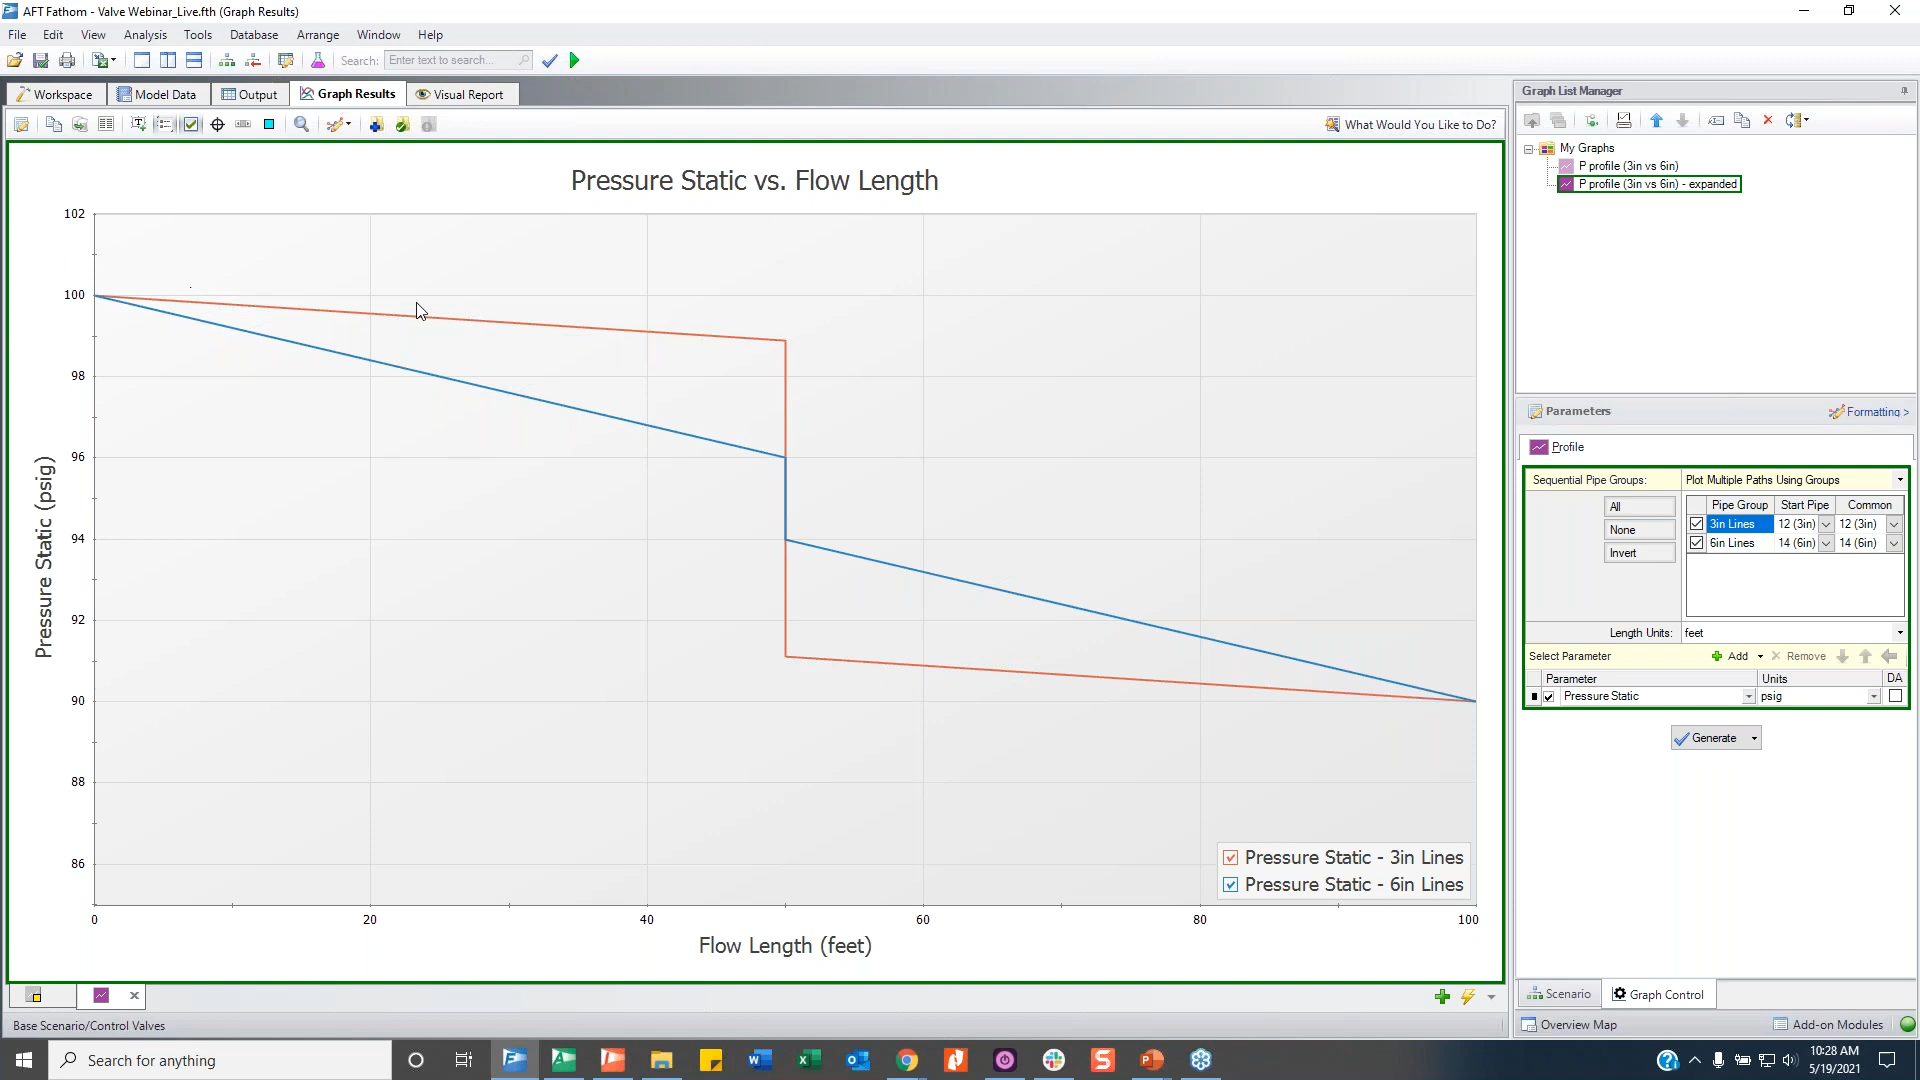 AFT Fathom - Valve Webinar_Live.fth (Graph Results)
File Edit View Analysis Tools Database Arrange Window Help
Search: Enter text to search...
Workspace Model Data Output Graph Results Visual Report
What Would You Like to Do?
Pressure Static vs. Flow Length
102
100
98
96
94
92
90
88
86
Pressure Static (psig)
0 20 40 60 80 100
Flow Length (feet)
Pressure Static - 3in Lines
Pressure Static - 6in Lines
Base Scenario/Control Valves
Graph List Manager
My Graphs
P profile (3in vs 6in)
P profile (3in vs 6in) - expanded
Parameters Formatting >
Profile
Sequential Pipe Groups: Plot Multiple Paths Using Groups
All
None
Invert
Pipe Group Start Pipe Common
3in Lines 12 (3in) 12 (3in)
6in Lines 14 (6in) 14 (6in)
Length Units: feet
Select Parameter Add Remove
Parameter Units DA
Pressure Static psig
Generate
Scenario Graph Control
Overview Map Add-on Modules
Search for anything
10:28 AM
5/19/2021